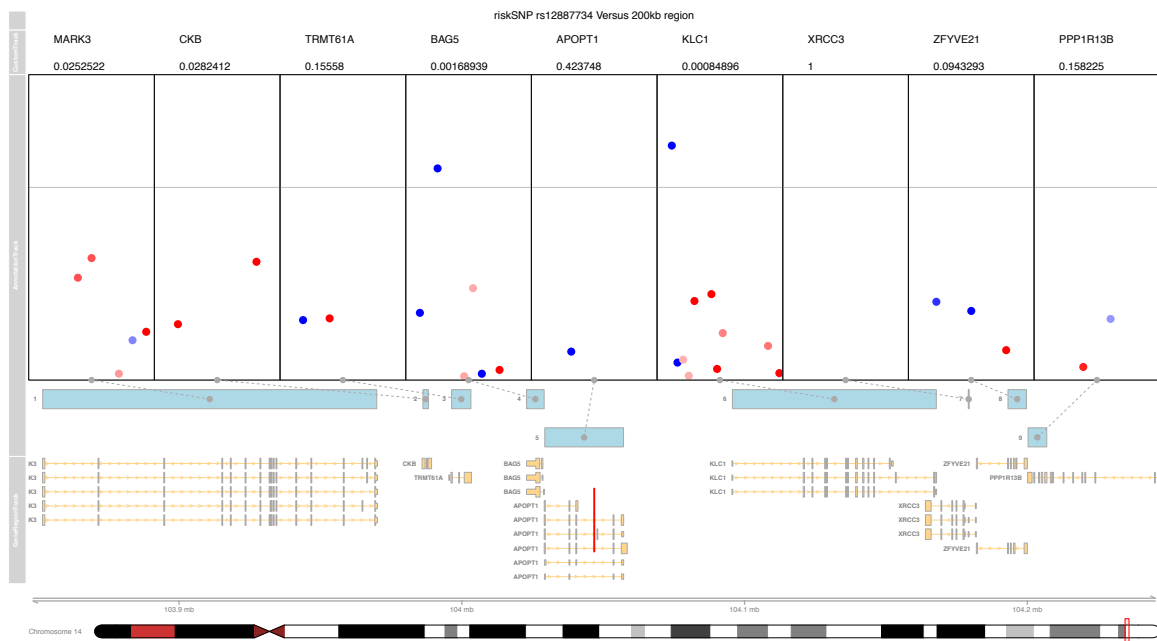 riskSNP rs12887734 Versus 200kb region
CustomTrack
MARK3 CKB TRMT61A BAG5 APOPT1 KLC1 XRCC3 ZFYVE21 PPP1R13B
0.0252522 0.0282412 0.15558 0.00168939 0.423748 0.00084896 1 0.0943293 0.158225
AnnotationTrack
1 2 3 4 6 7 8
5 9
GeneRegionTrack
K3 CKB BAG5 KLC1 ZFYVE21
K3 TRMT61A BAG5 KLC1 PPP1R13B
K3 BAG5 KLC1
K3 APOPT1 XRCC3
K3 APOPT1 XRCC3
APOPT1 XRCC3
APOPT1 ZFYVE21
APOPT1
APOPT1
103.9 mb 104 mb 104.1 mb 104.2 mb
Chromosome 14